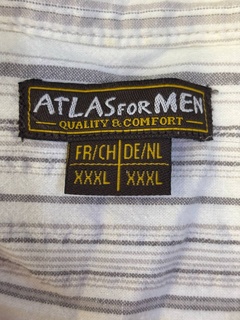 ATLAS FOR MEN
QUALITY & COMFORT
FR/CH DE/NL
XXXL XXXL